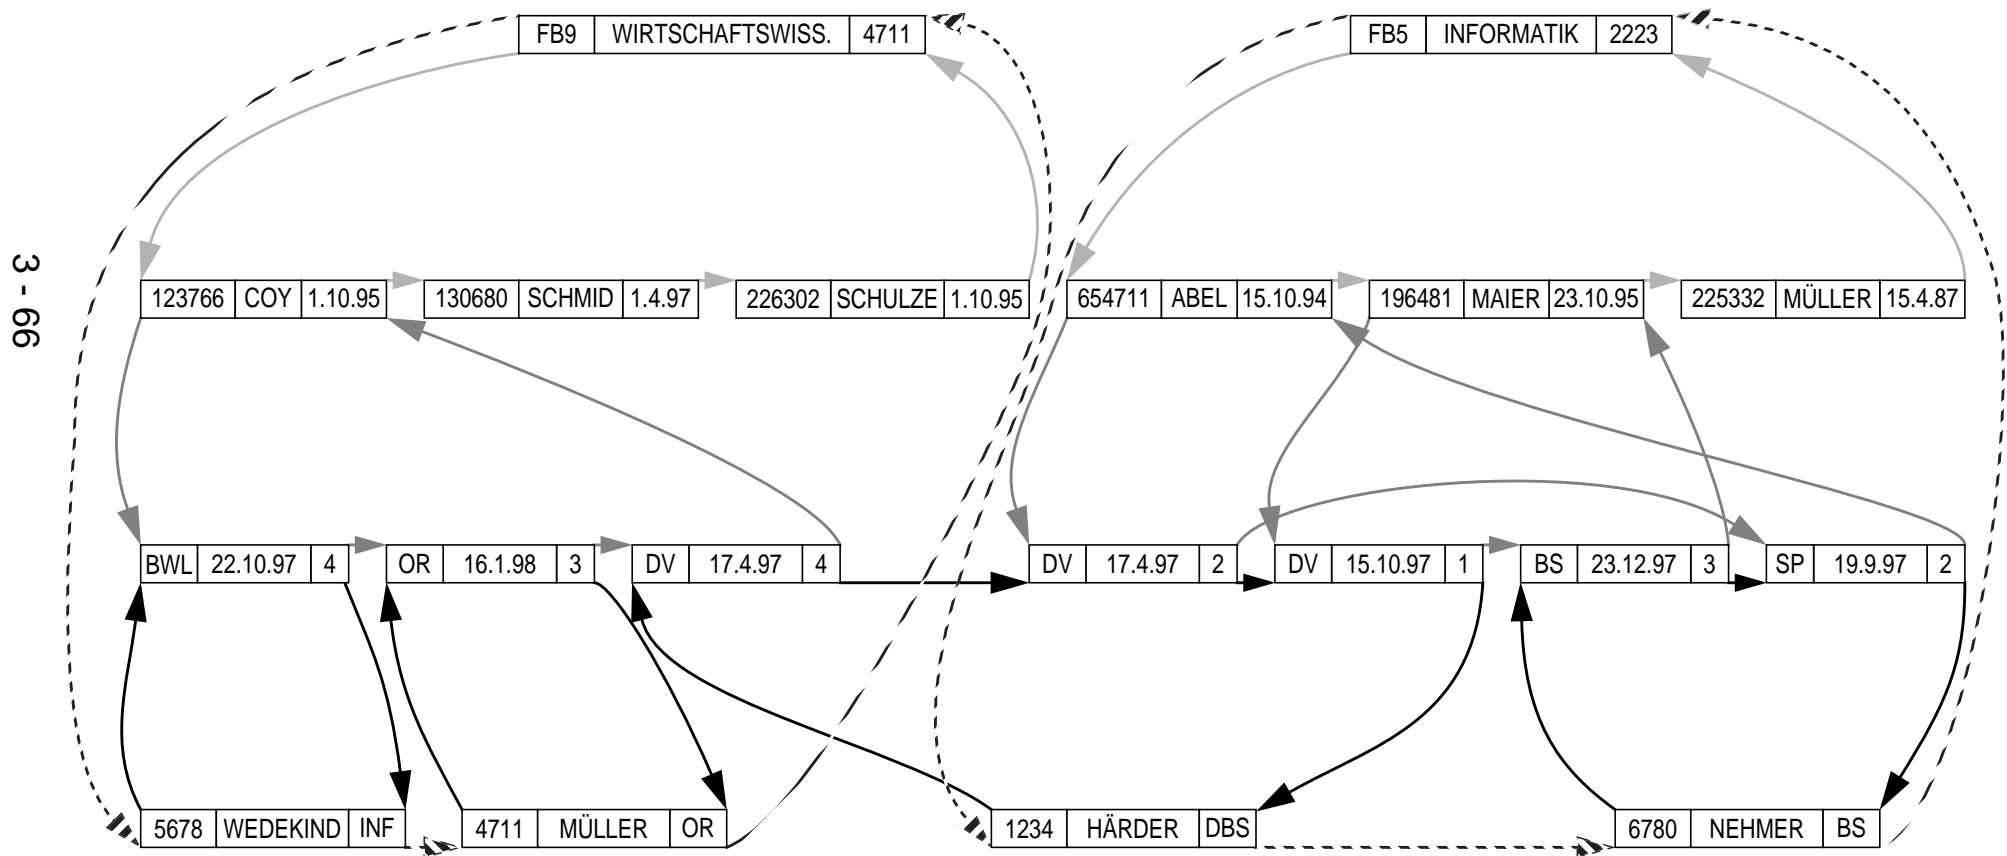 FB9 WIRTSCHAFTSWISS. 4711
FB5 INFORMATIK 2223
3 - 66
123766 COY 1.10.95
130680 SCHMID 1.4.97
226302 SCHULZE 1.10.95
654711 ABEL 15.10.94
196481 MAIER 23.10.95
225332 MÜLLER 15.4.87
BWL 22.10.97 4
OR 16.1.98 3
DV 17.4.97 4
DV 17.4.97 2
DV 15.10.97 1
BS 23.12.97 3
SP 19.9.97 2
5678 WEDEKIND INF
4711 MÜLLER OR
1234 HÄRDER DBS
6780 NEHMER BS